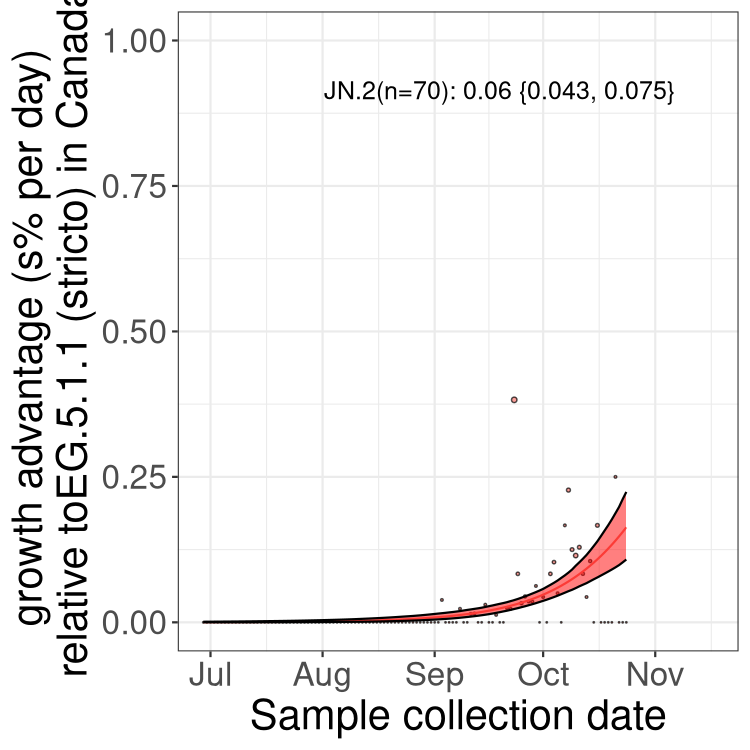 growth advantage (s% per day)
relative toEG.5.1.1 (stricto) in Canada
1.00
0.75
0.50
0.25
0.00
JN.2(n=70): 0.06 {0.043, 0.075}
Jul Aug Sep Oct Nov
Sample collection date